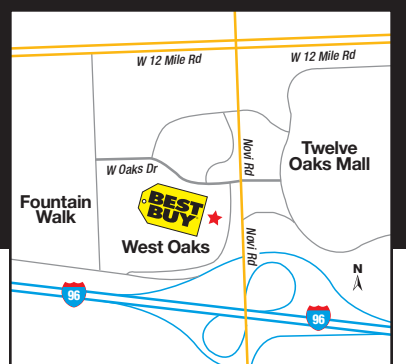 W 12 Mile Rd
W 12 Mile Rd
Novi Rd
Twelve
Oaks Mall
W Oaks Dr
BEST
BUY
Fountain
Walk
West Oaks
Novi Rd
N
96
96